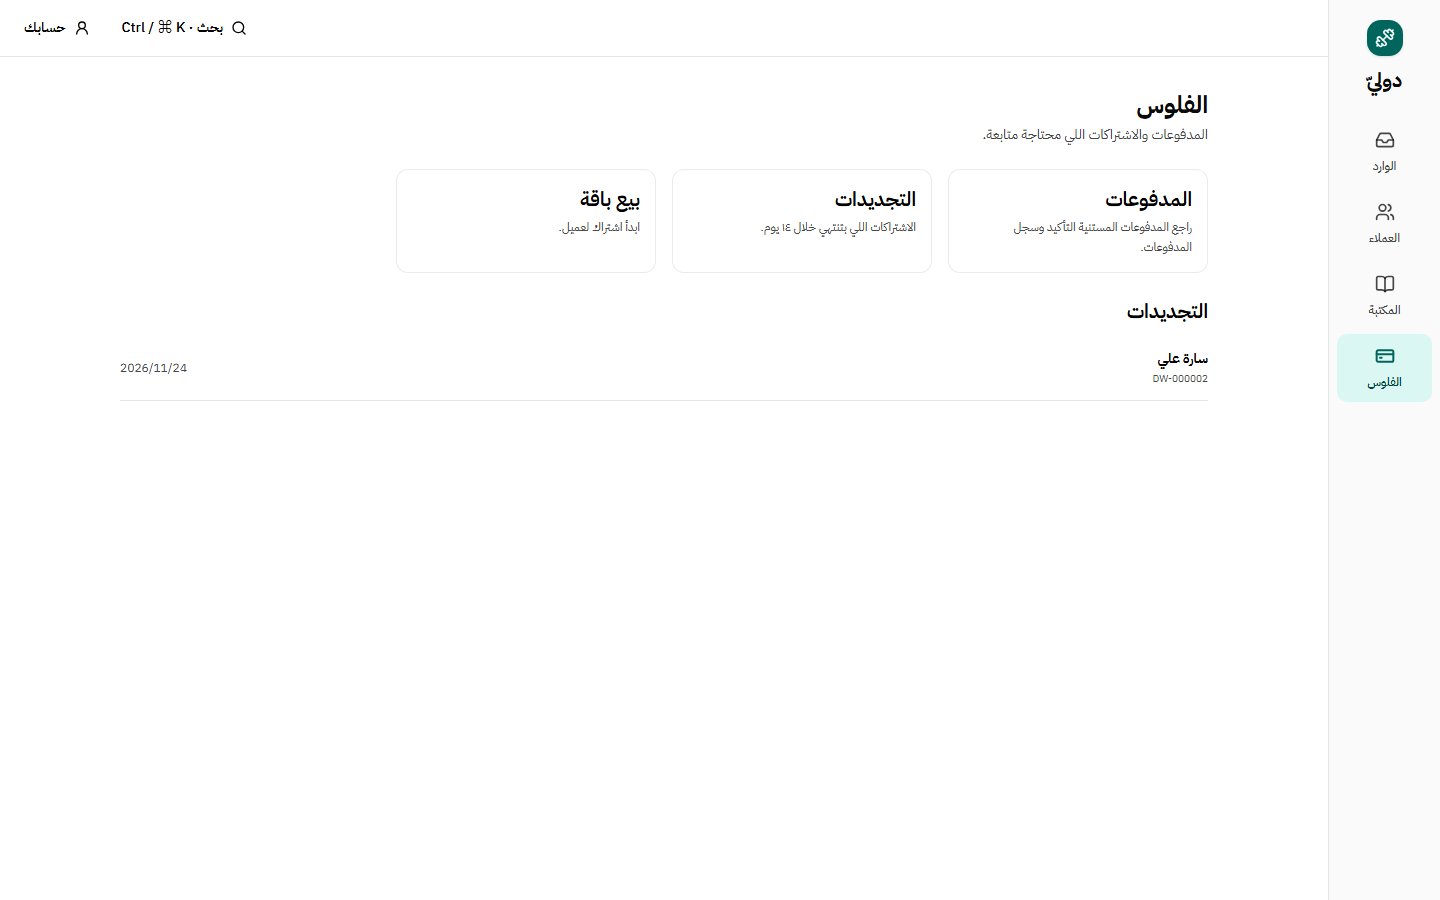 دوليّ
الوارد
العملاء
المكتبة
الفلوس
بحث · Ctrl / ⌘ K
حسابك
الفلوس
المدفوعات والاشتراكات اللي محتاجة متابعة.
المدفوعات
راجع المدفوعات المستنية التأكيد وسجل
المدفوعات.
التجديدات
الاشتراكات اللي بتنتهي خلال ١٤ يوم.
بيع باقة
ابدأ اشتراك لعميل.
التجديدات
سارة علي
DW-000002
2026/11/24